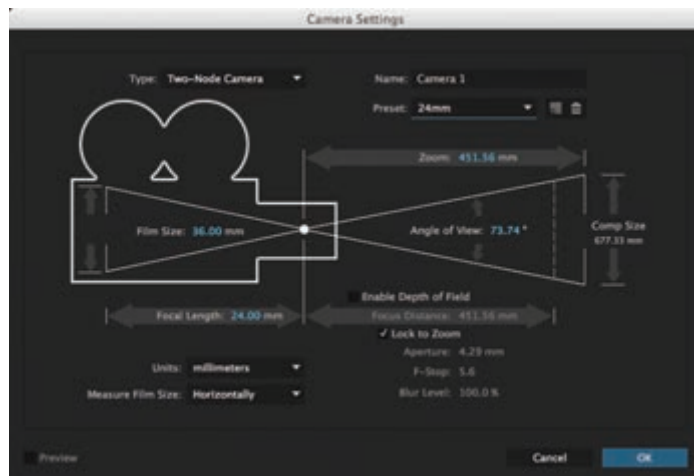 Camera Settings
Type: Two-Node Camera
Name: Camera 1
Preset: 24mm
Zoom: 451.56 mm
Film Size: 36.00 mm
Angle of View: 73.74 °
Comp Size
677.33 mm
Enable Depth of Field
Focal Length: 24.00 mm
Focus Distance: 451.56 mm
Lock to Zoom
Aperture: 4.29 mm
Units: millimeters
F-Stop: 5.6
Measure Film Size: Horizontally
Blur Level: 100.0 %
Preview
Cancel
OK